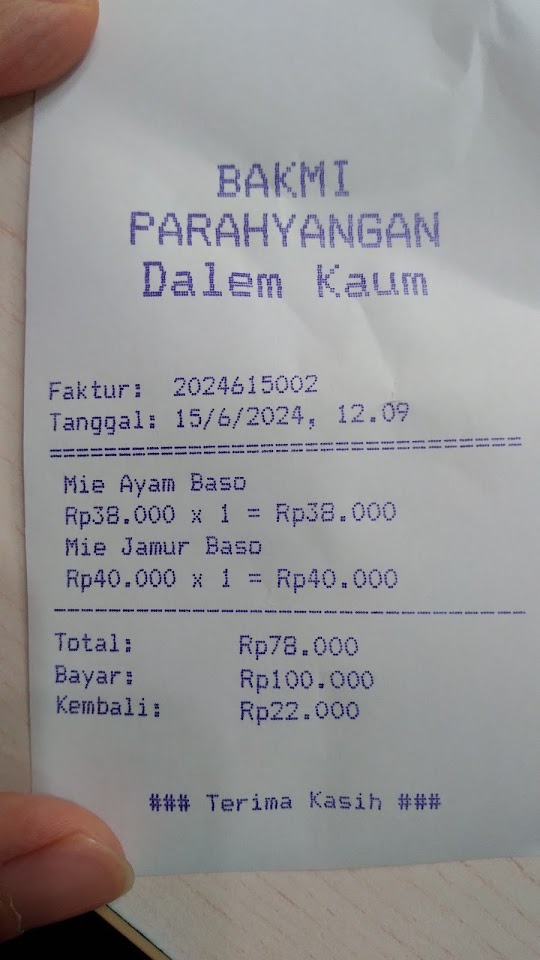 BAKMI
PARAHYANGAN
Dalem Kaum
Faktur: 2024615002
Tanggal: 15/6/2024, 12.09
Mie Ayam Baso
Rp38.000 x 1 = Rp38.000
Mie Jamur Baso
Rp40.000 x 1 = Rp40.000
Total: Rp78.000
Bayar: Rp100.000
Kembali: Rp22.000
### Terima Kasih ###